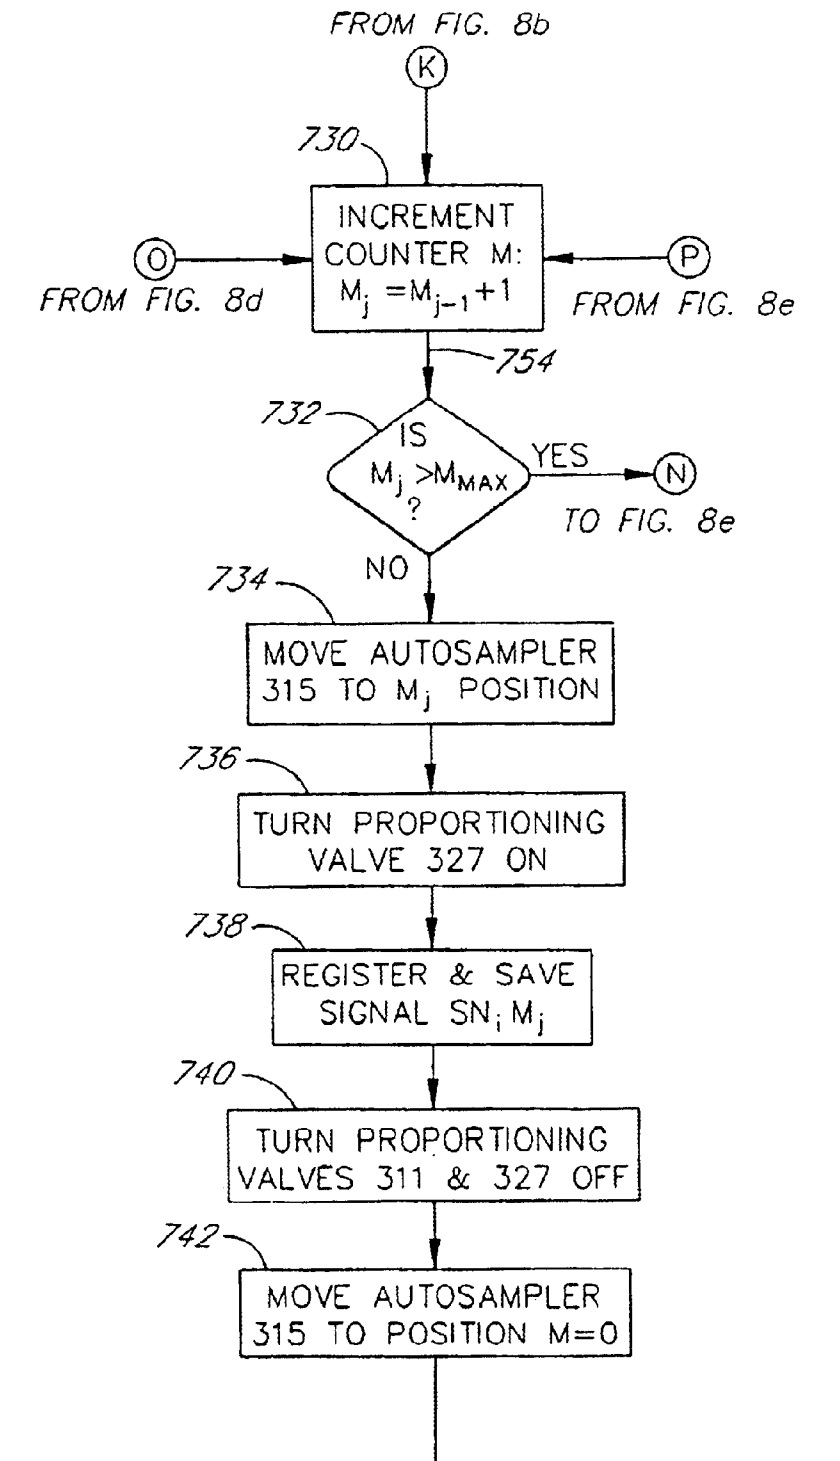 FROM FIG. 8b
K
730
INCREMENT
COUNTER M:
Mj =Mj-1+1
O
FROM FIG. 8d
P
FROM FIG. 8e
754
732
IS
Mj >MMAX
?
YES
N
TO FIG. 8e
NO
734
MOVE AUTOSAMPLER
315 TO Mj POSITION
736
TURN PROPORTIONING
VALVE 327 ON
738
REGISTER & SAVE
SIGNAL SNi Mj
740
TURN PROPORTIONING
VALVES 311 & 327 OFF
742
MOVE AUTOSAMPLER
315 TO POSITION M=0